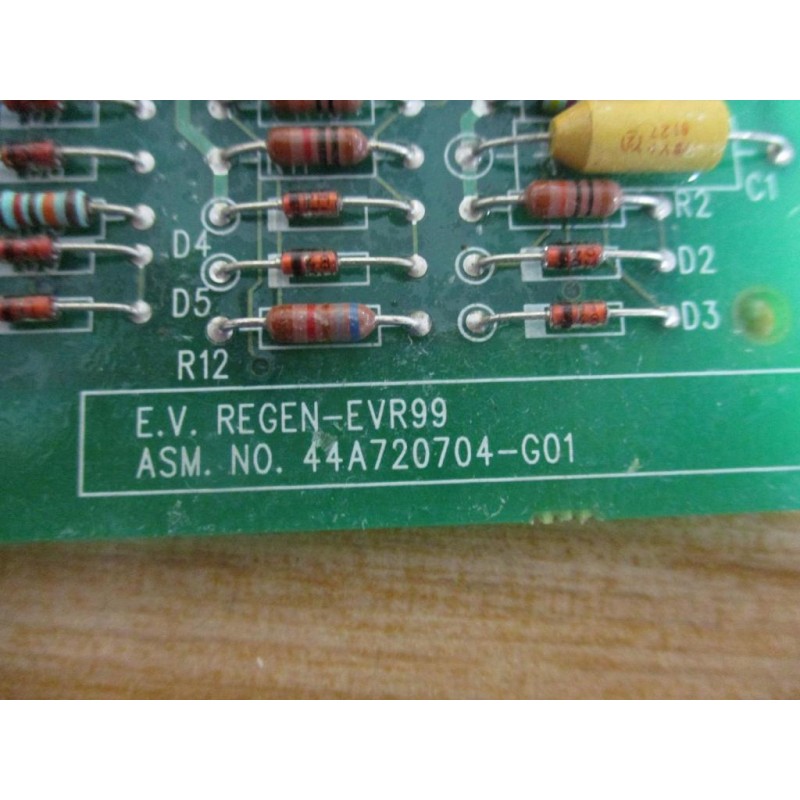 C1
R2
D4
D2
D5
D3
R12
E.V. REGEN-EVR99
ASM. NO. 44A720704-G01